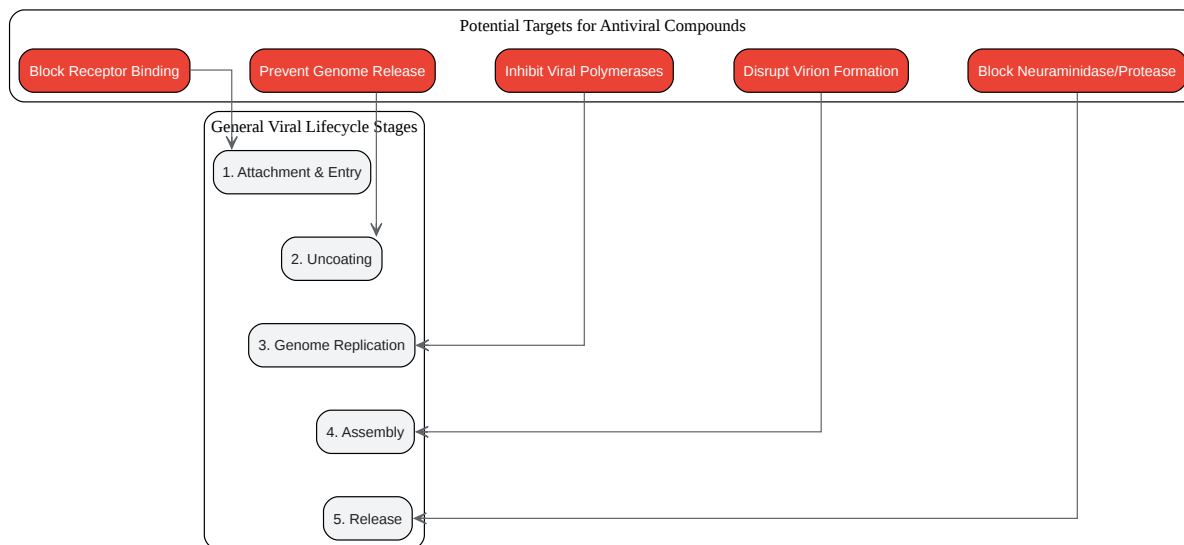 Potential Targets for Antiviral Compounds
Block Receptor Binding
Prevent Genome Release
Inhibit Viral Polymerases
Disrupt Virion Formation
Block Neuraminidase/Protease
General Viral Lifecycle Stages
1. Attachment & Entry
2. Uncoating
3. Genome Replication
4. Assembly
5. Release